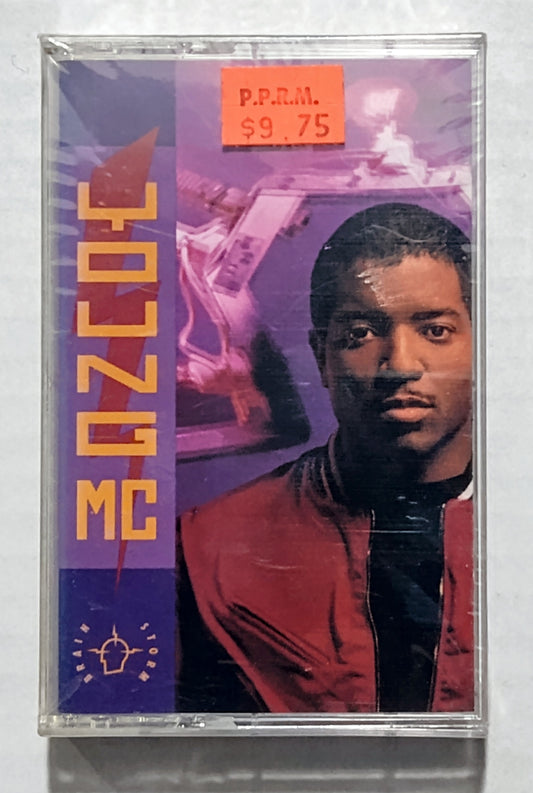 P.P.R.M.
$9.75
YOUNG
MC
BRAIN STORM